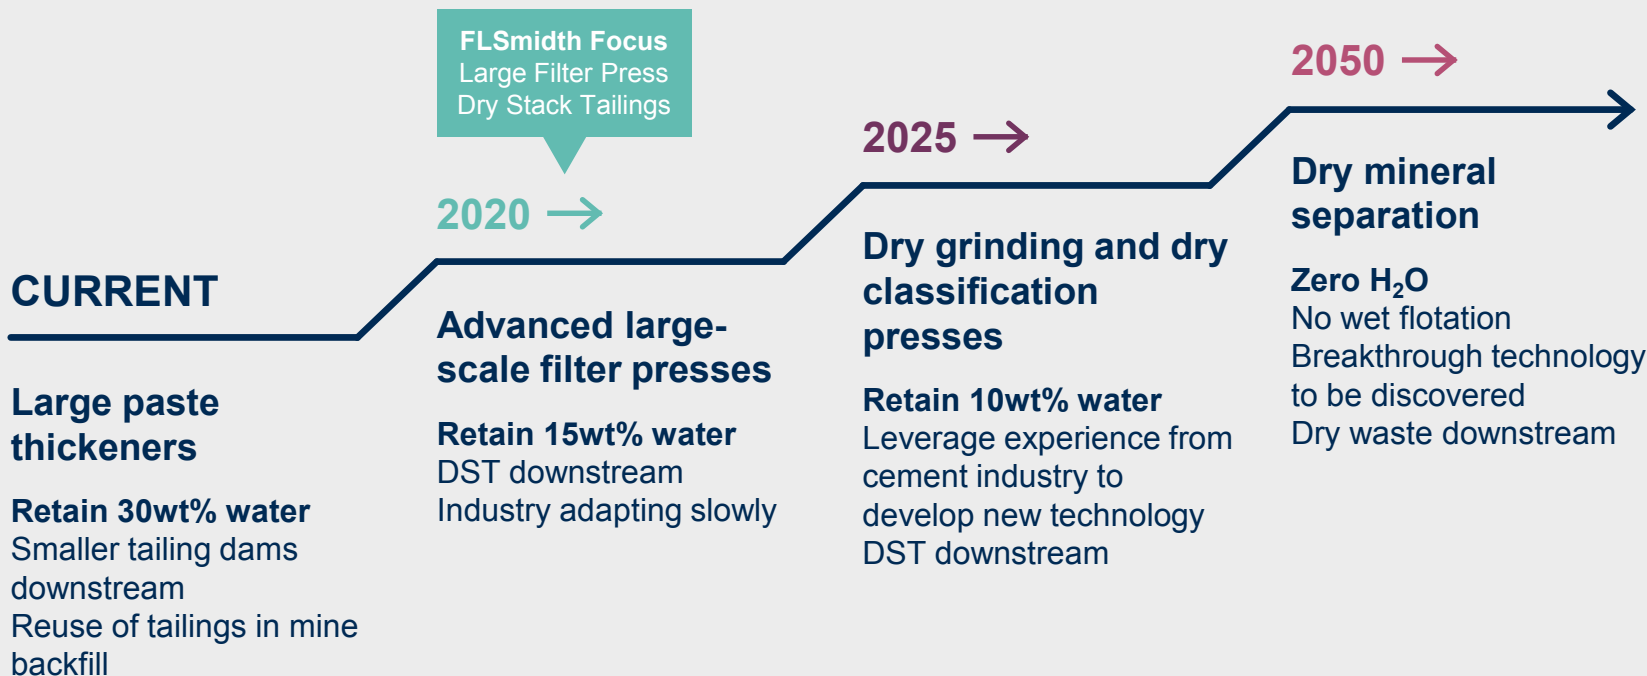 CURRENT
Large paste
thickeners
Retain 30wt% water
Smaller tailing dams
downstream
Reuse of tailings in mine
backfill
FLSmidth Focus
Large Filter Press
Dry Stack Tailings
2020 →
Advanced large-
scale filter presses
Retain 15wt% water
DST downstream
Industry adapting slowly
2025 →
Dry grinding and dry
classification
presses
Retain 10wt% water
Leverage experience from
cement industry to
develop new technology
DST downstream
2050 →
Dry mineral
separation
Zero H₂O
No wet flotation
Breakthrough technology
to be discovered
Dry waste downstream